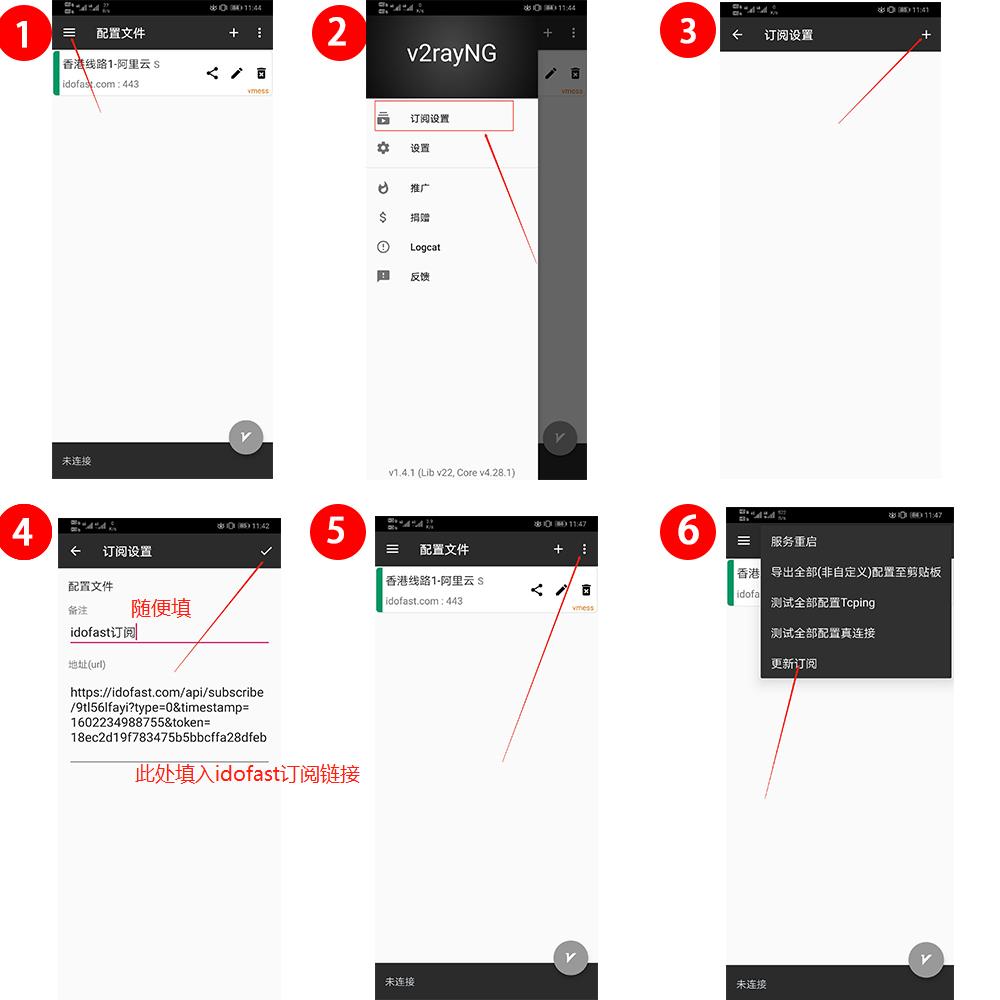 1
11:44
配置文件
香港线路1-阿里云 S
idofast.com : 443
vmess
未连接
2
11:44
v2rayNG
vmess
订阅设置
设置
推广
捐赠
Logcat
反馈
v1.4.1 (Lib v22, Core v4.28.1)
3
11:41
订阅设置
4
11:42
订阅设置
配置文件
备注
随便填
idofast订阅
地址(url)
https://idofast.com/api/subscribe
/9tl56lfayi?type=0&timestamp=
1602234988755&token=
18ec2d19f783475b5bbcffa28dfeb
此处填入idofast订阅链接
5
11:47
配置文件
香港线路1-阿里云 S
idofast.com : 443
vmess
未连接
6
11:47
服务重启
香港
导出全部(非自定义)配置至剪贴板
idofa
测试全部配置Tcping
测试全部配置真连接
更新订阅
未连接